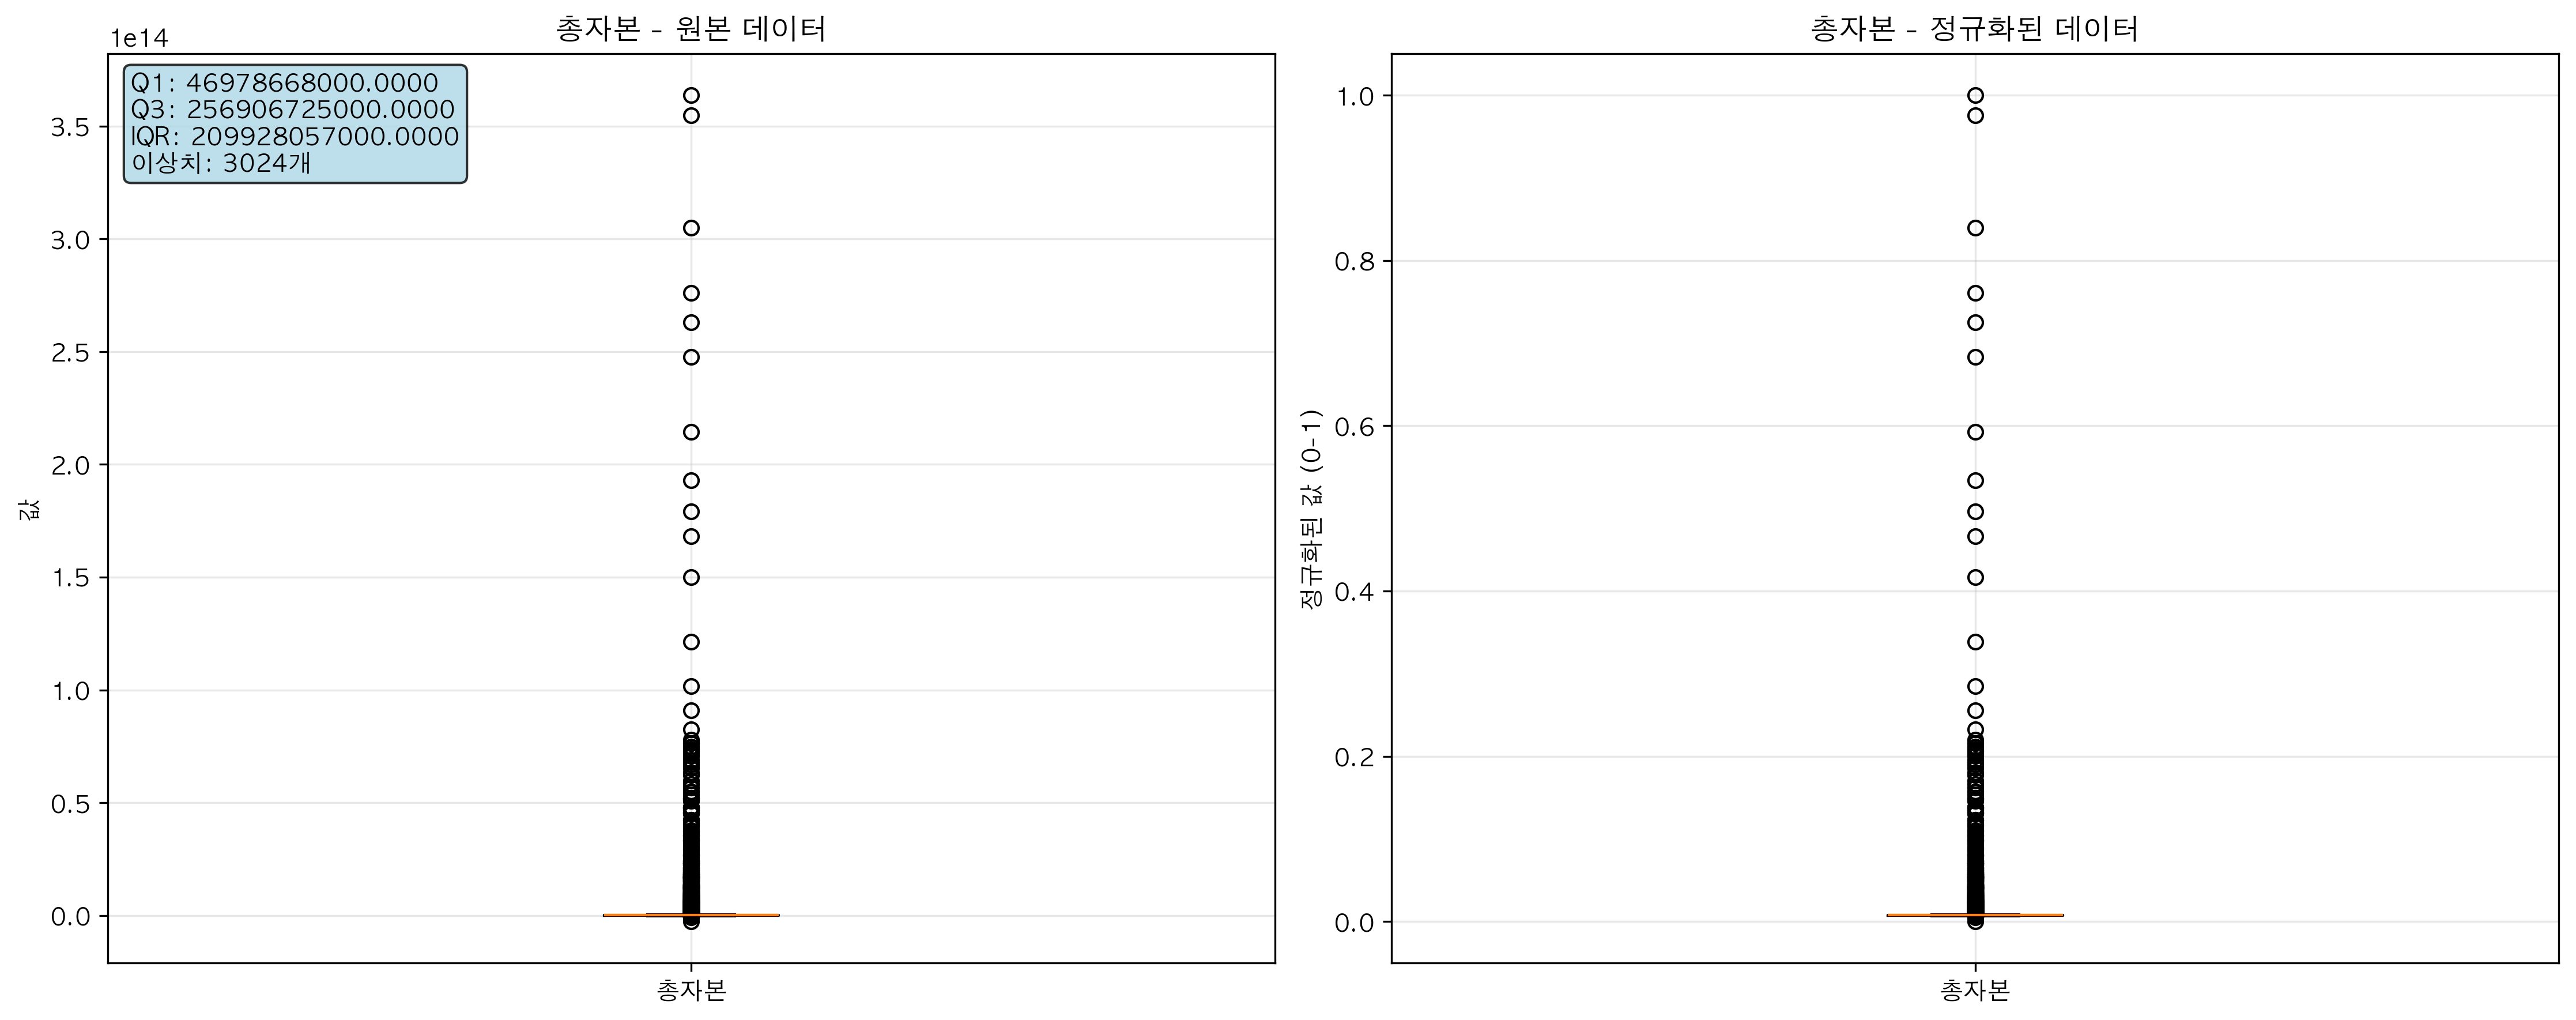 총자본 - 원본 데이터
1e14
Q1: 46978668000.0000
Q3: 256906725000.0000
IQR: 209928057000.0000
이상치: 3024개
3.5
3.0
2.5
2.0
1.5
1.0
0.5
0.0
값
총자본
총자본 - 정규화된 데이터
1.0
0.8
0.6
0.4
0.2
0.0
정규화된 값 (0-1)
총자본